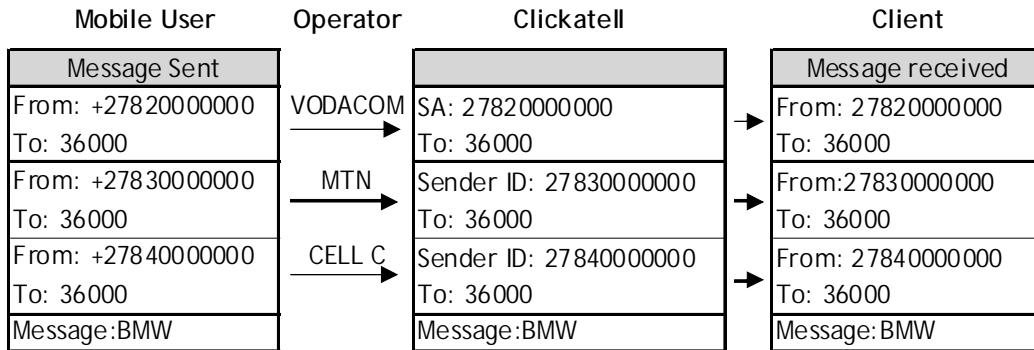 Mobile User Operator Clickatell Client
Message Sent Message received
From: +27820000000 VODACOM SA: 27820000000 From: 27820000000
To: 36000 To: 36000 To: 36000
From: +27830000000 MTN Sender ID: 27830000000 From:27830000000
To: 36000 To: 36000 To: 36000
From: +27840000000 CELL C Sender ID: 27840000000 From: 27840000000
To: 36000 To: 36000 To: 36000
Message:BMW Message:BMW Message:BMW